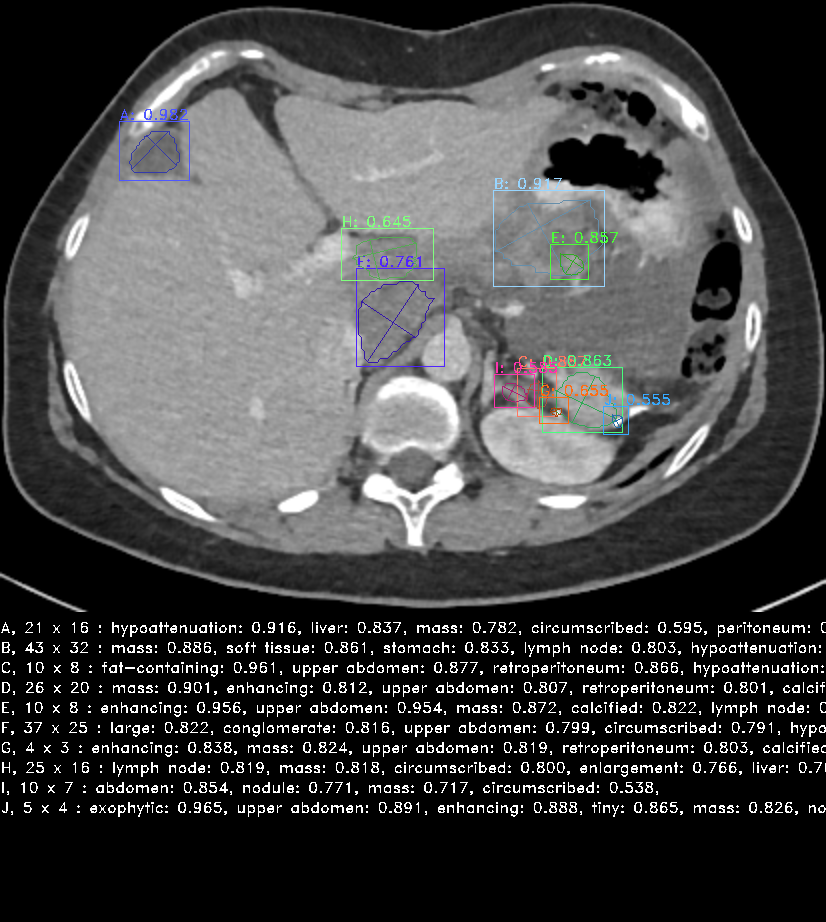 A: 0.982
B: 0.917
H: 0.645
E: 0.857
F: 0.761
D: 0.863
0.555
A, 21 x 16 : hypoattenuation: 0.916, liver: 0.837, mass: 0.782, circumscribed: 0.595, peritoneum: 0
B, 43 x 32 : mass: 0.886, soft tissue: 0.861, stomach: 0.833, lymph node: 0.803, hypoattenuation:
C, 10 x 8 : fat-containing: 0.961, upper abdomen: 0.877, retroperitoneum: 0.866, hypoattenuation:
D, 26 x 20 : mass: 0.901, enhancing: 0.812, upper abdomen: 0.807, retroperitoneum: 0.801, calcif
E, 10 x 8 : enhancing: 0.956, upper abdomen: 0.954, mass: 0.872, calcified: 0.822, lymph node: 0
F, 37 x 25 : large: 0.822, conglomerate: 0.816, upper abdomen: 0.799, circumscribed: 0.791, hypo
G, 4 x 3 : enhancing: 0.838, mass: 0.824, upper abdomen: 0.819, retroperitoneum: 0.803, calcified
H, 25 x 16 : lymph node: 0.819, mass: 0.818, circumscribed: 0.800, enlargement: 0.766, liver: 0.70
I, 10 x 7 : abdomen: 0.854, nodule: 0.771, mass: 0.717, circumscribed: 0.538,
J, 5 x 4 : exophytic: 0.965, upper abdomen: 0.891, enhancing: 0.888, tiny: 0.865, mass: 0.826, no